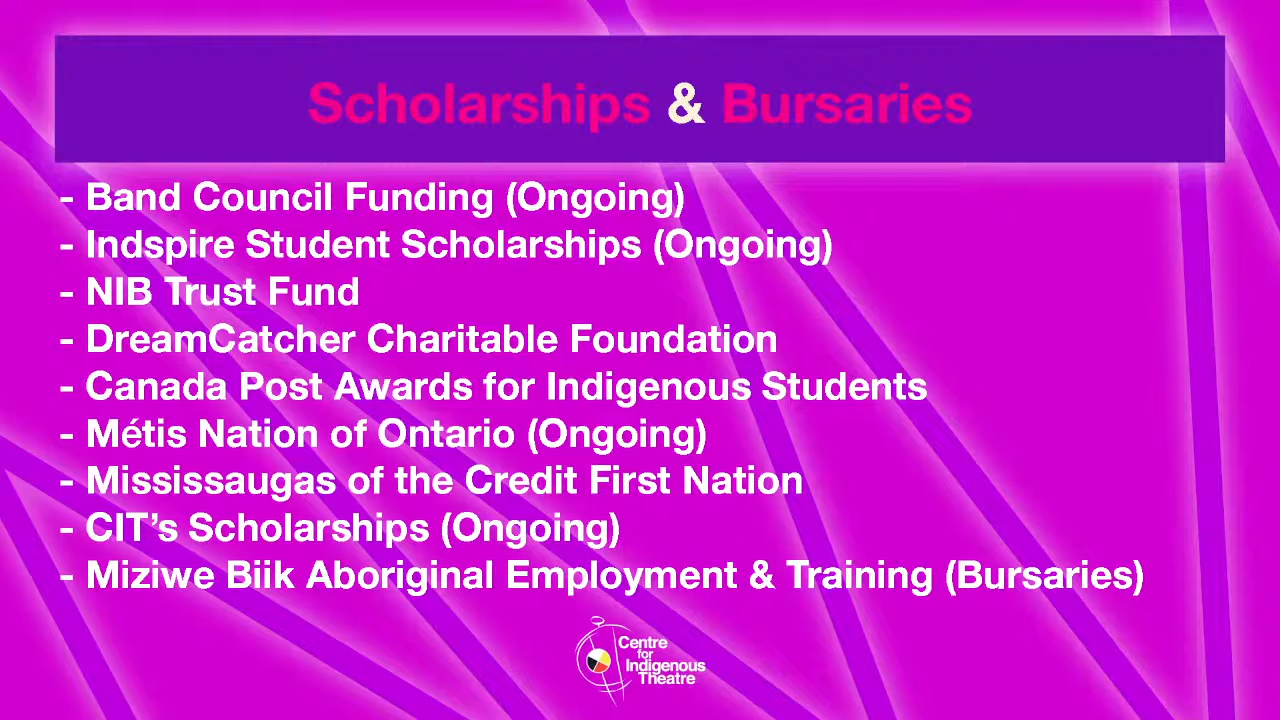 Scholarships & Bursaries
- Band Council Funding (Ongoing)
- Indspire Student Scholarships (Ongoing)
- NIB Trust Fund
- DreamCatcher Charitable Foundation
- Canada Post Awards for Indigenous Students
- Métis Nation of Ontario (Ongoing)
- Mississaugas of the Credit First Nation
- CIT’s Scholarships (Ongoing)
- Miziwe Biik Aboriginal Employment & Training (Bursaries)
Centre
for
Indigenous
Theatre